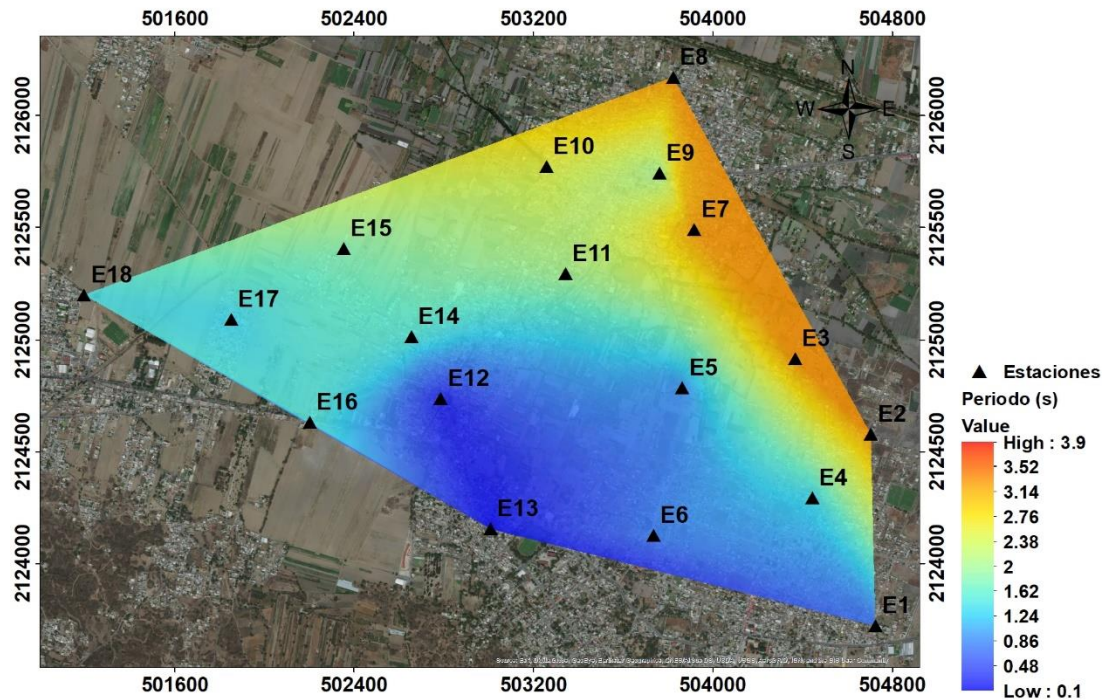 501600 502400 503200 504000 504800
2126000 2126000
2125500 2125500
2125000 2125000
2124500 2124500
2124000 2124000
N
W E
S
E8
E10
E9
E7
E15
E11
E18
E17
E14
E3
E12
E5
E16
E2
E4
E13
E6
E1
Estaciones
Periodo (s)
Value
High : 3.9
3.52
3.14
2.76
2.38
2
1.62
1.24
0.86
0.48
Low : 0.1
501600 502400 503200 504000 504800